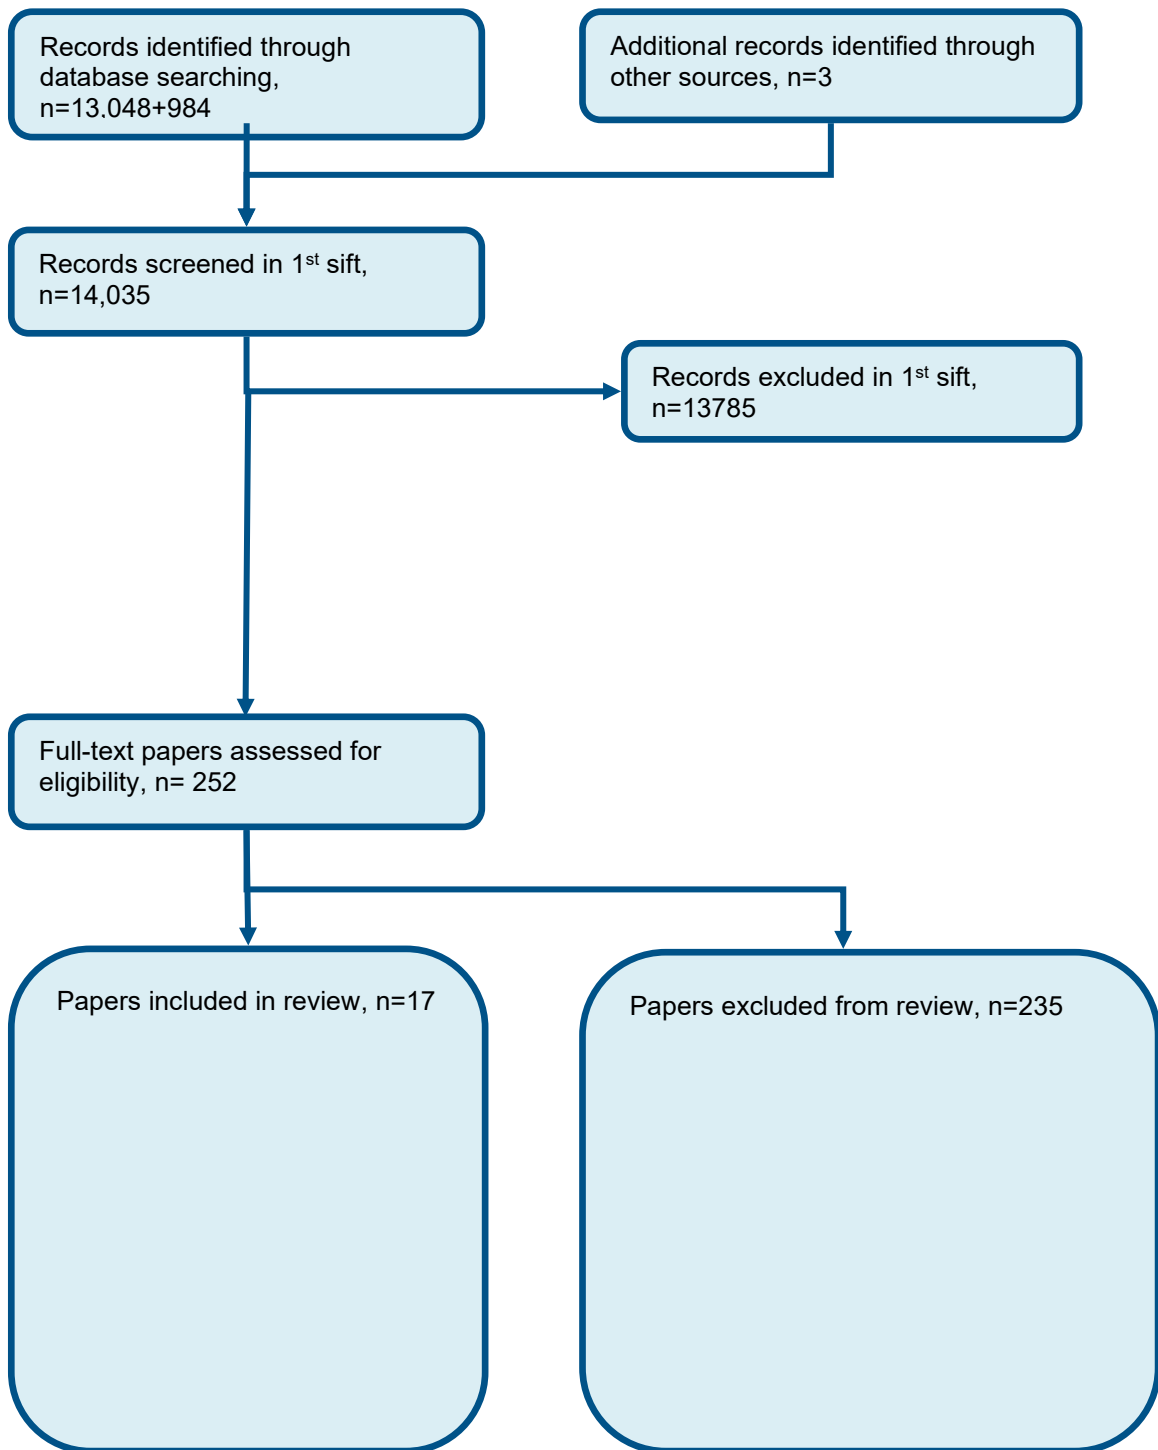 Records identified through
database searching,
n=13,048+984
Additional records identified through
other sources, n=3
Records screened in 1st sift,
n=14,035
Records excluded in 1st sift,
n=13785
Full-text papers assessed for
eligibility, n= 252
Papers included in review, n=17
Papers excluded from review, n=235